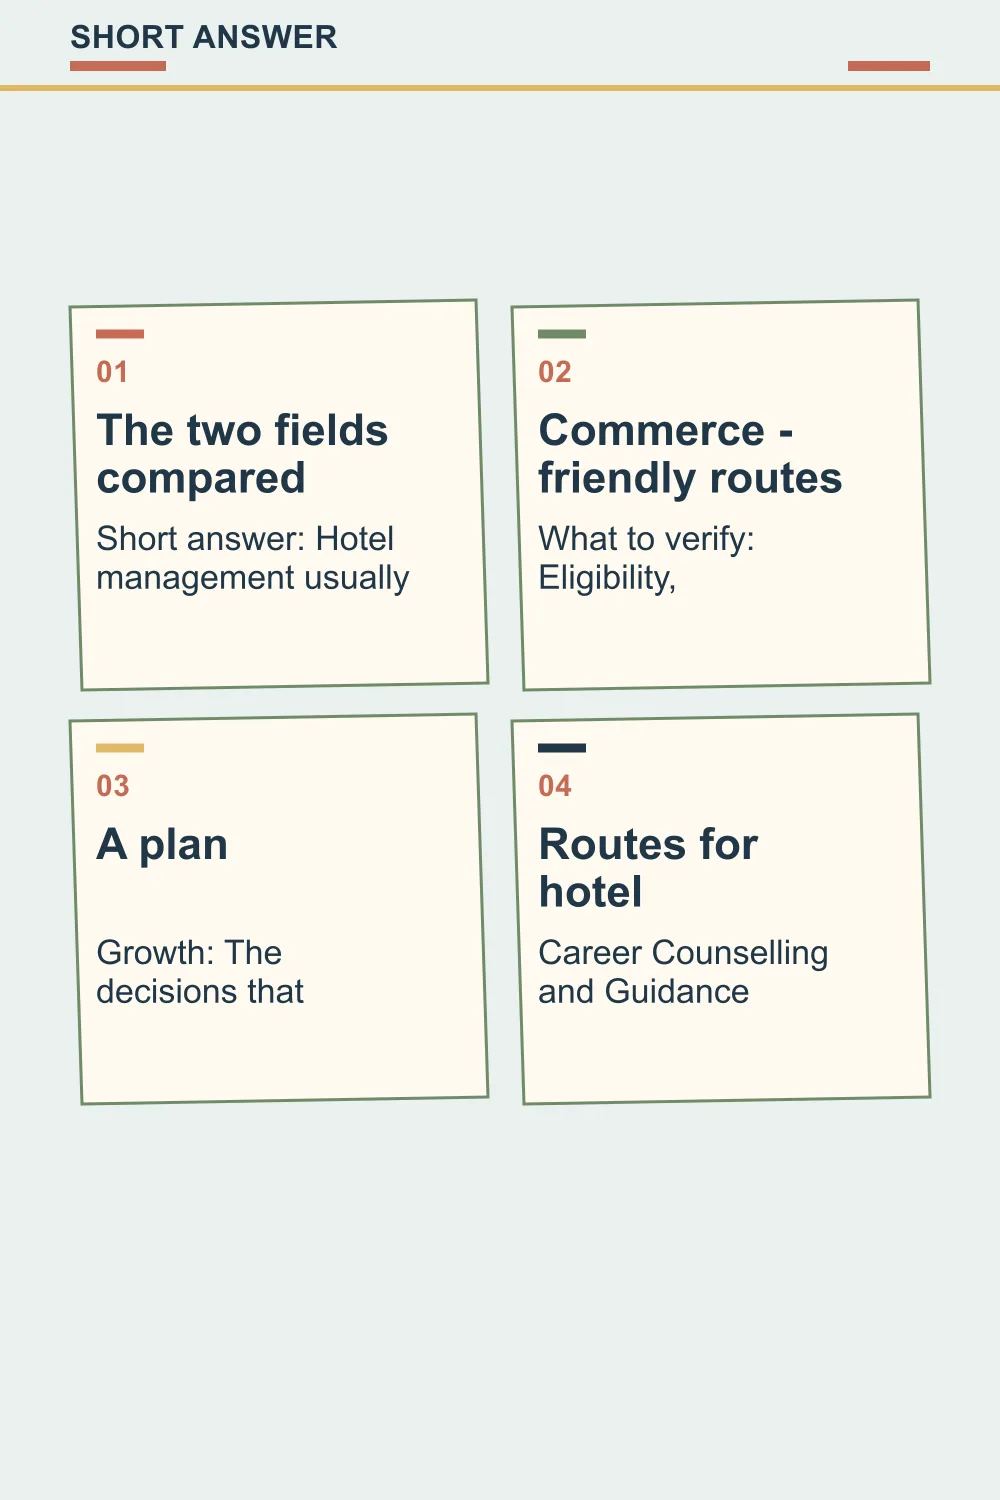 SHORT ANSWER
01
The two fields
compared
Short answer: Hotel
management usually
02
Commerce -
friendly routes
What to verify:
Eligibility,
03
A plan
Growth: The
decisions that
04
Routes for
hotel
Career Counselling
and Guidance